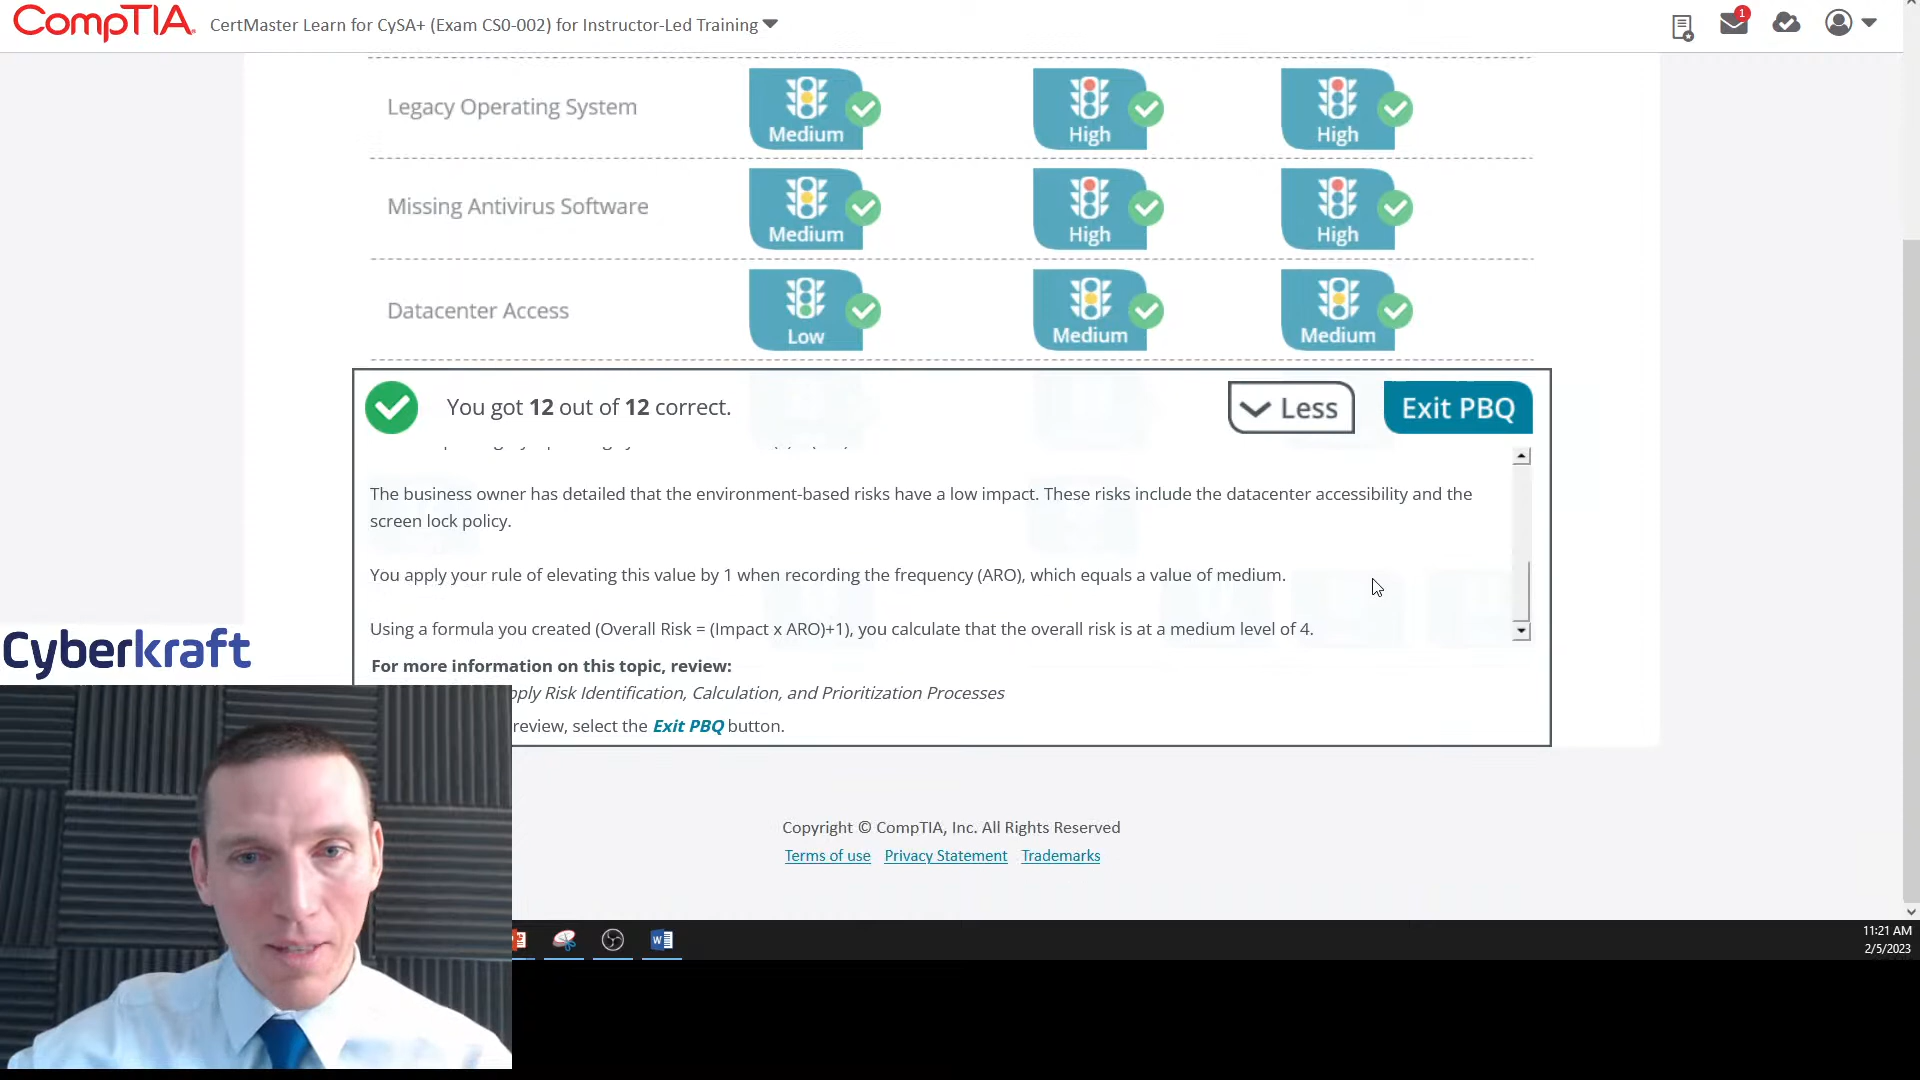 CompTIA. CertMaster Learn for CySA+ (Exam CS0-002) for Instructor-Led Training
1
Legacy Operating System Medium High High
Missing Antivirus Software Medium High High
Datacenter Access Low Medium Medium
You got 12 out of 12 correct. Less Exit PBQ
The business owner has detailed that the environment-based risks have a low impact. These risks include the datacenter accessibility and the
screen lock policy.
You apply your rule of elevating this value by 1 when recording the frequency (ARO), which equals a value of medium.
Using a formula you created (Overall Risk = (Impact x ARO)+1), you calculate that the overall risk is at a medium level of 4.
For more information on this topic, review:
pply Risk Identification, Calculation, and Prioritization Processes
review, select the Exit PBQ button.
Cyberkraft
Copyright © CompTIA, Inc. All Rights Reserved
Terms of use Privacy Statement Trademarks
11:21 AM
2/5/2023